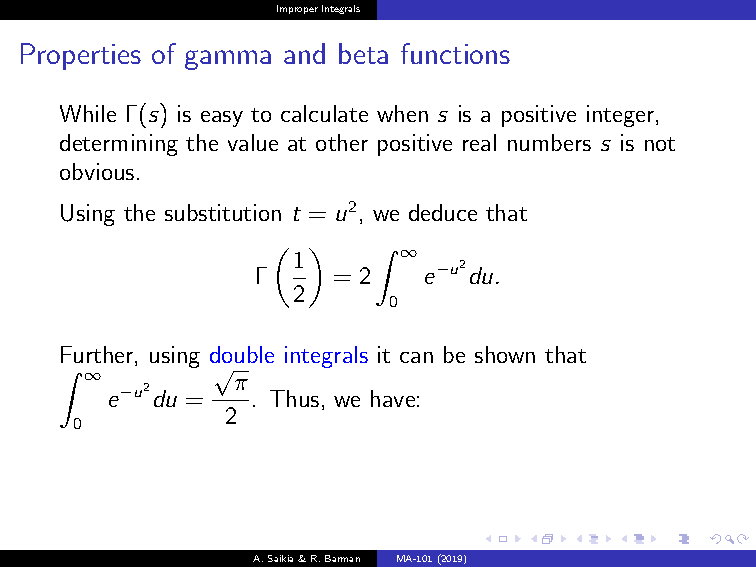 Improper Integrals
Properties of gamma and beta functions
While Γ(s) is easy to calculate when s is a positive integer,
determining the value at other positive real numbers s is not
obvious.
Using the substitution t = u², we deduce that
Γ(1/2) = 2 ∫₀^∞ e^{−u²} du.
Further, using double integrals it can be shown that
∫₀^∞ e^{−u²} du = √π/2. Thus, we have:
A. Saikia & R. Barman MA-101 (2019)